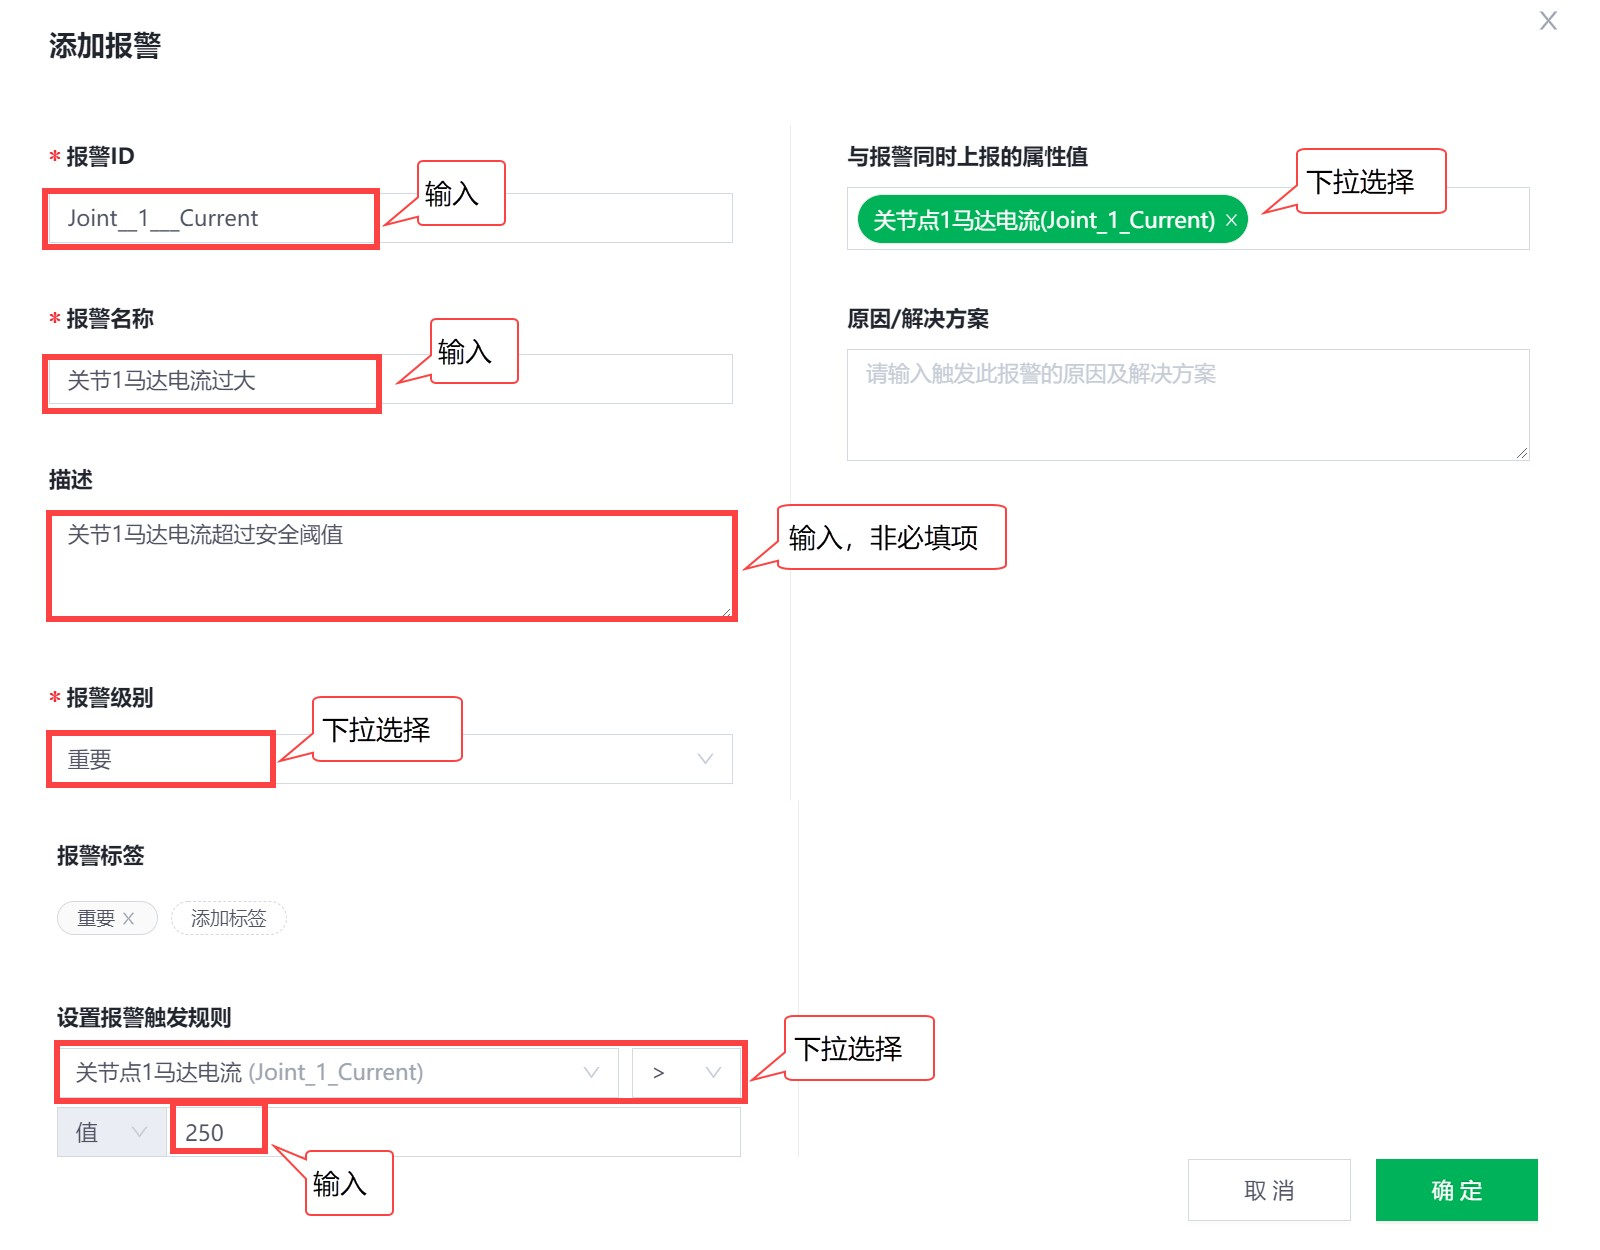 添加报警
* 报警ID
输入
Joint__1___Current
* 报警名称
输入
关节1马达电流过大
描述
关节1马达电流超过安全阈值
输入，非必填项
* 报警级别
下拉选择
重要
报警标签
重要 ×
添加标签
设置报警触发规则
关节点1马达电流 (Joint_1_Current)
>
下拉选择
值
250
输入
与报警同时上报的属性值
下拉选择
关节点1马达电流(Joint_1_Current) ×
原因/解决方案
请输入触发此报警的原因及解决方案
取 消
确 定